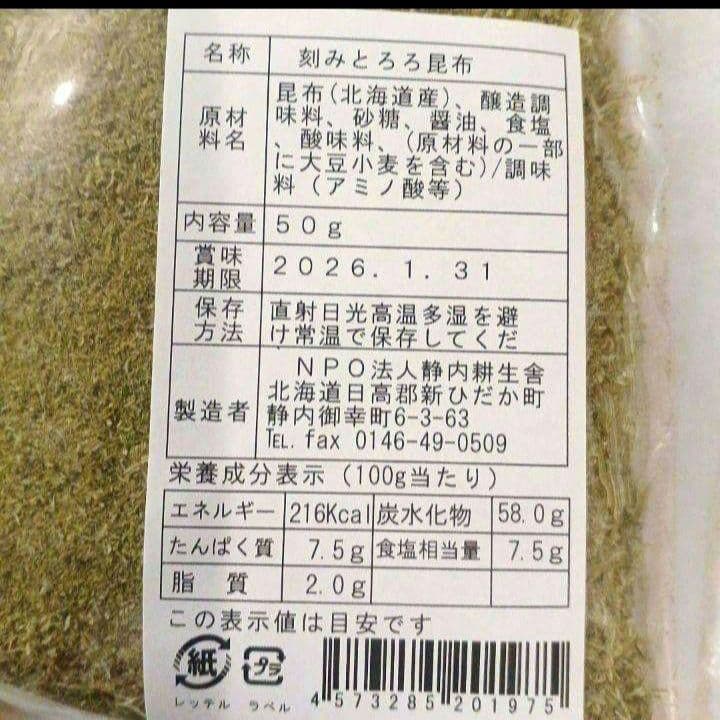 名称 刻みとろろ昆布
原材料名 昆布(北海道産)、醸造調
味料、砂糖、醤油、食塩
、酸味料、(原材料の一部
に大豆小麦を含む)/調味
料(アミノ酸等)
内容量 50g
賞味期限 2026.1.31
保存方法 直射日光高温多湿を避
け常温で保存してくだ
製造者 NPO法人静内耕生舎
北海道日高郡新ひだか町
静内御幸町6-3-63
℡. fax 0146-49-0509
栄養成分表示(100g当たり)
エネルギー 216Kcal 炭水化物 58.0g
たんぱく質 7.5g 食塩相当量 7.5g
脂質 2.0g
この表示値は目安です
紙 プラ
レッテル ラベル
4573285201975